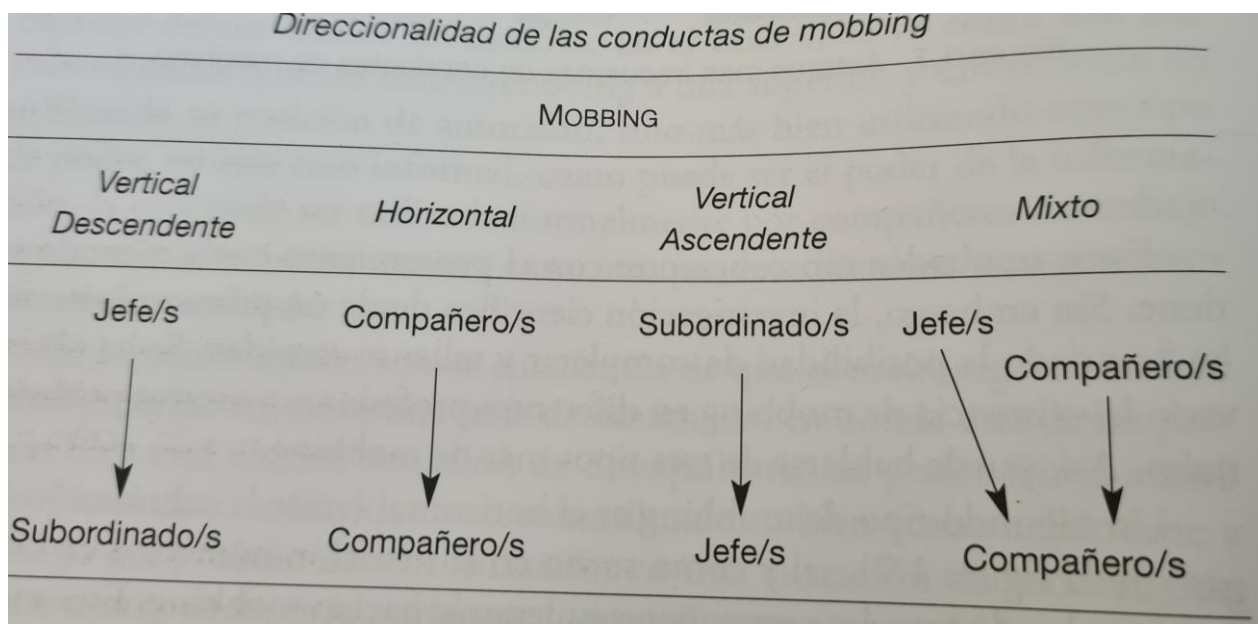 Direccionalidad de las conductas de mobbing
MOBBING
Vertical Descendente
Horizontal
Vertical Ascendente
Mixto
Jefe/s
Compañero/s
Subordinado/s
Jefe/s
Compañero/s
Subordinado/s
Compañero/s
Jefe/s
Compañero/s